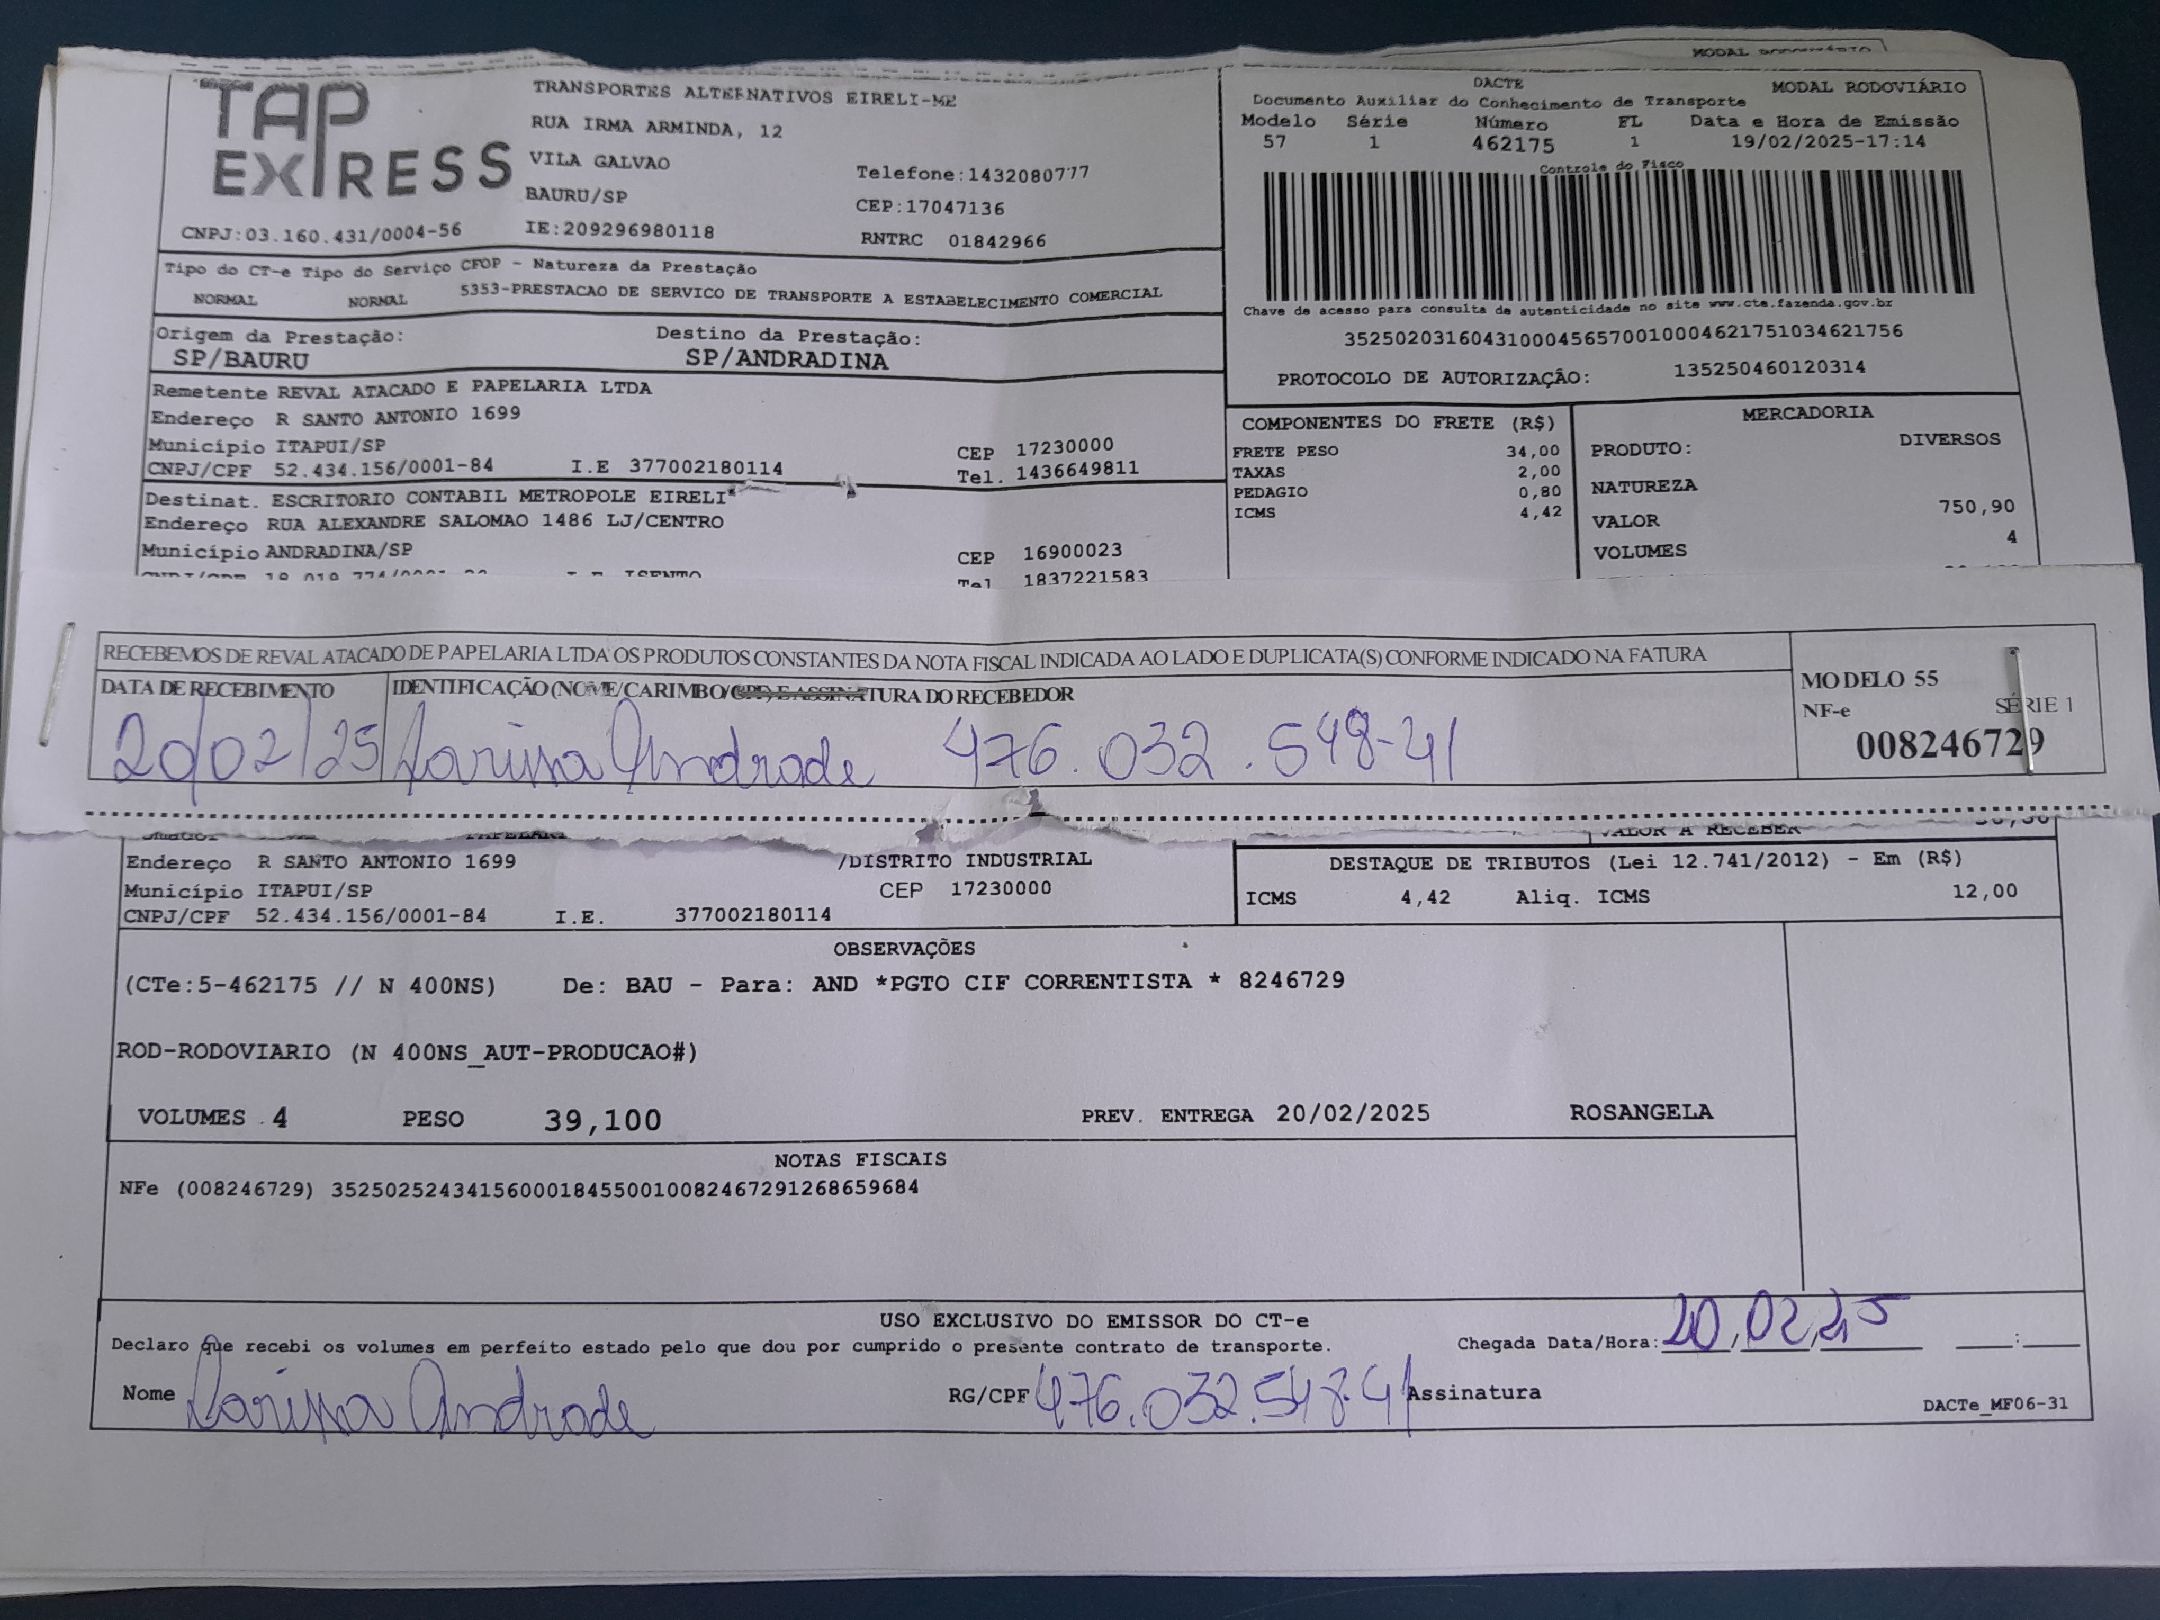 MODAL RODOVIÁRIO
TAP EXPRESS
TRANSPORTES ALTERNATIVOS EIRELI-ME
RUA IRMA ARMINDA, 12
VILA GALVAO
Telefone:1432080777
BAURU/SP
CEP:17047136
CNPJ:03.160.431/0004-56 IE:209296980118 RNTRC 01842966
DACTE MODAL RODOVIÁRIO
Documento Auxiliar do Conhecimento de Transporte
Modelo Série Número FL Data e Hora de Emissão
57 1 462175 1 19/02/2025-17:14
Controle do Fisco
Chave de acesso para consulta de autenticidade no site www.cte.fazenda.gov.br
35250203160431000456570010004621751034621756
PROTOCOLO DE AUTORIZAÇÃO: 135250460120314
Tipo do CT-e Tipo do Serviço CFOP - Natureza da Prestação
NORMAL NORMAL 5353-PRESTACAO DE SERVICO DE TRANSPORTE A ESTABELECIMENTO COMERCIAL
Origem da Prestação: Destino da Prestação:
SP/BAURU SP/ANDRADINA
Remetente REVAL ATACADO E PAPELARIA LTDA
Endereço R SANTO ANTONIO 1699
Município ITAPUI/SP CEP 17230000
CNPJ/CPF 52.434.156/0001-84 I.E 377002180114 Tel. 1436649811
Destinat. ESCRITORIO CONTABIL METROPOLE EIRELI
Endereço RUA ALEXANDRE SALOMAO 1486 LJ/CENTRO
Município ANDRADINA/SP CEP 16900023
Tel 1837221583
COMPONENTES DO FRETE (R$)
FRETE PESO 34,00
TAXAS 2,00
PEDAGIO 0,80
ICMS 4,42
MERCADORIA
PRODUTO: DIVERSOS
NATUREZA
VALOR 750,90
VOLUMES 4
RECEBEMOS DE REVAL ATACADO DE PAPELARIA LTDA OS PRODUTOS CONSTANTES DA NOTA FISCAL INDICADA AO LADO E DUPLICATA(S) CONFORME INDICADO NA FATURA
DATA DE RECEBIMENTO IDENTIFICAÇÃO (NOME/CARIMBO/CPF) E ASSINATURA DO RECEBEDOR
20/02/25 Larissa Andrade 476.032.548-41
MODELO 55
NF-e SÉRIE 1
008246729
VALOR A RECEBER
Endereço R SANTO ANTONIO 1699 /DISTRITO INDUSTRIAL
Município ITAPUI/SP CEP 17230000
CNPJ/CPF 52.434.156/0001-84 I.E. 377002180114
DESTAQUE DE TRIBUTOS (Lei 12.741/2012) - Em (R$)
ICMS 4,42 Aliq. ICMS 12,00
OBSERVAÇÕES
(CTe:5-462175 // N 400NS) De: BAU - Para: AND *PGTO CIF CORRENTISTA * 8246729
ROD-RODOVIARIO (N 400NS_AUT-PRODUCAO#)
VOLUMES 4 PESO 39,100 PREV. ENTREGA 20/02/2025 ROSANGELA
NOTAS FISCAIS
NFe (008246729) 35250252434156000184550010082467291268659684
USO EXCLUSIVO DO EMISSOR DO CT-e
Declaro que recebi os volumes em perfeito estado pelo que dou por cumprido o presente contrato de transporte. Chegada Data/Hora: 20/02/25 :
Nome Larissa Andrade RG/CPF 476.032.548-41 Assinatura
DACTe_MF06-31